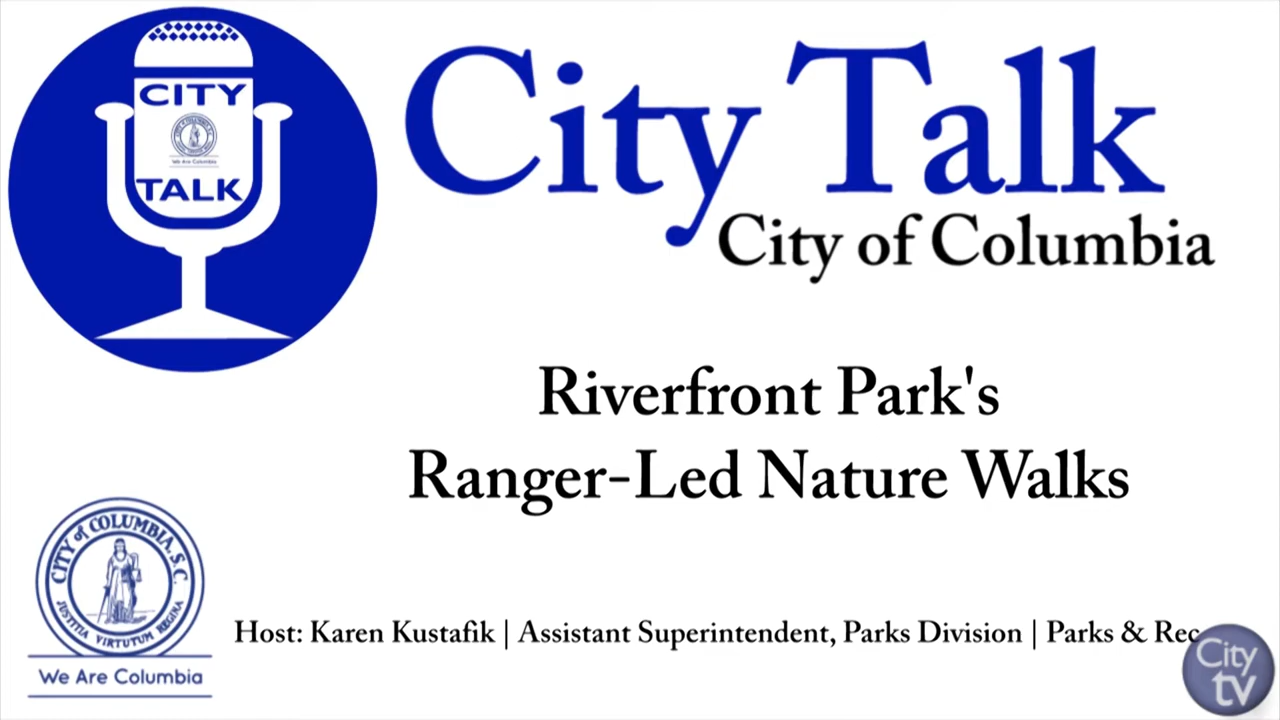 CITY
We Are Columbia
TALK
City Talk
City of Columbia
Riverfront Park's
Ranger-Led Nature Walks
CITY of COLUMBIA, S.C.
JUSTITIA VIRTUTUM REGINA
We Are Columbia
Host: Karen Kustafik | Assistant Superintendent, Parks Division | Parks & Rec
City
tv